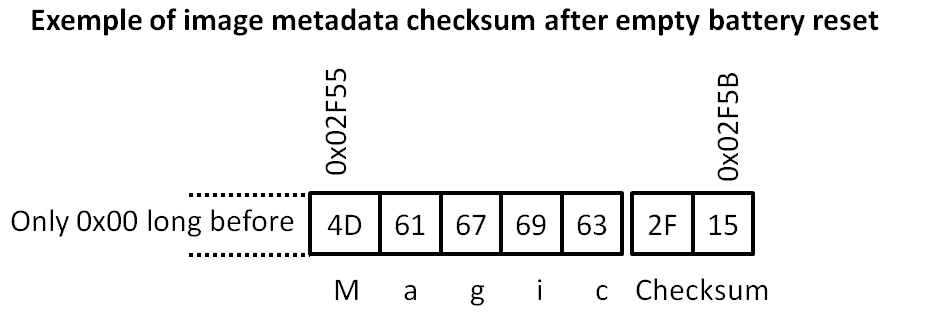 Exemple of image metadata checksum after empty battery reset
0x02F55
0x02F5B
Only 0x00 long before 4D 61 67 69 63 2F 15
M a g i c Checksum